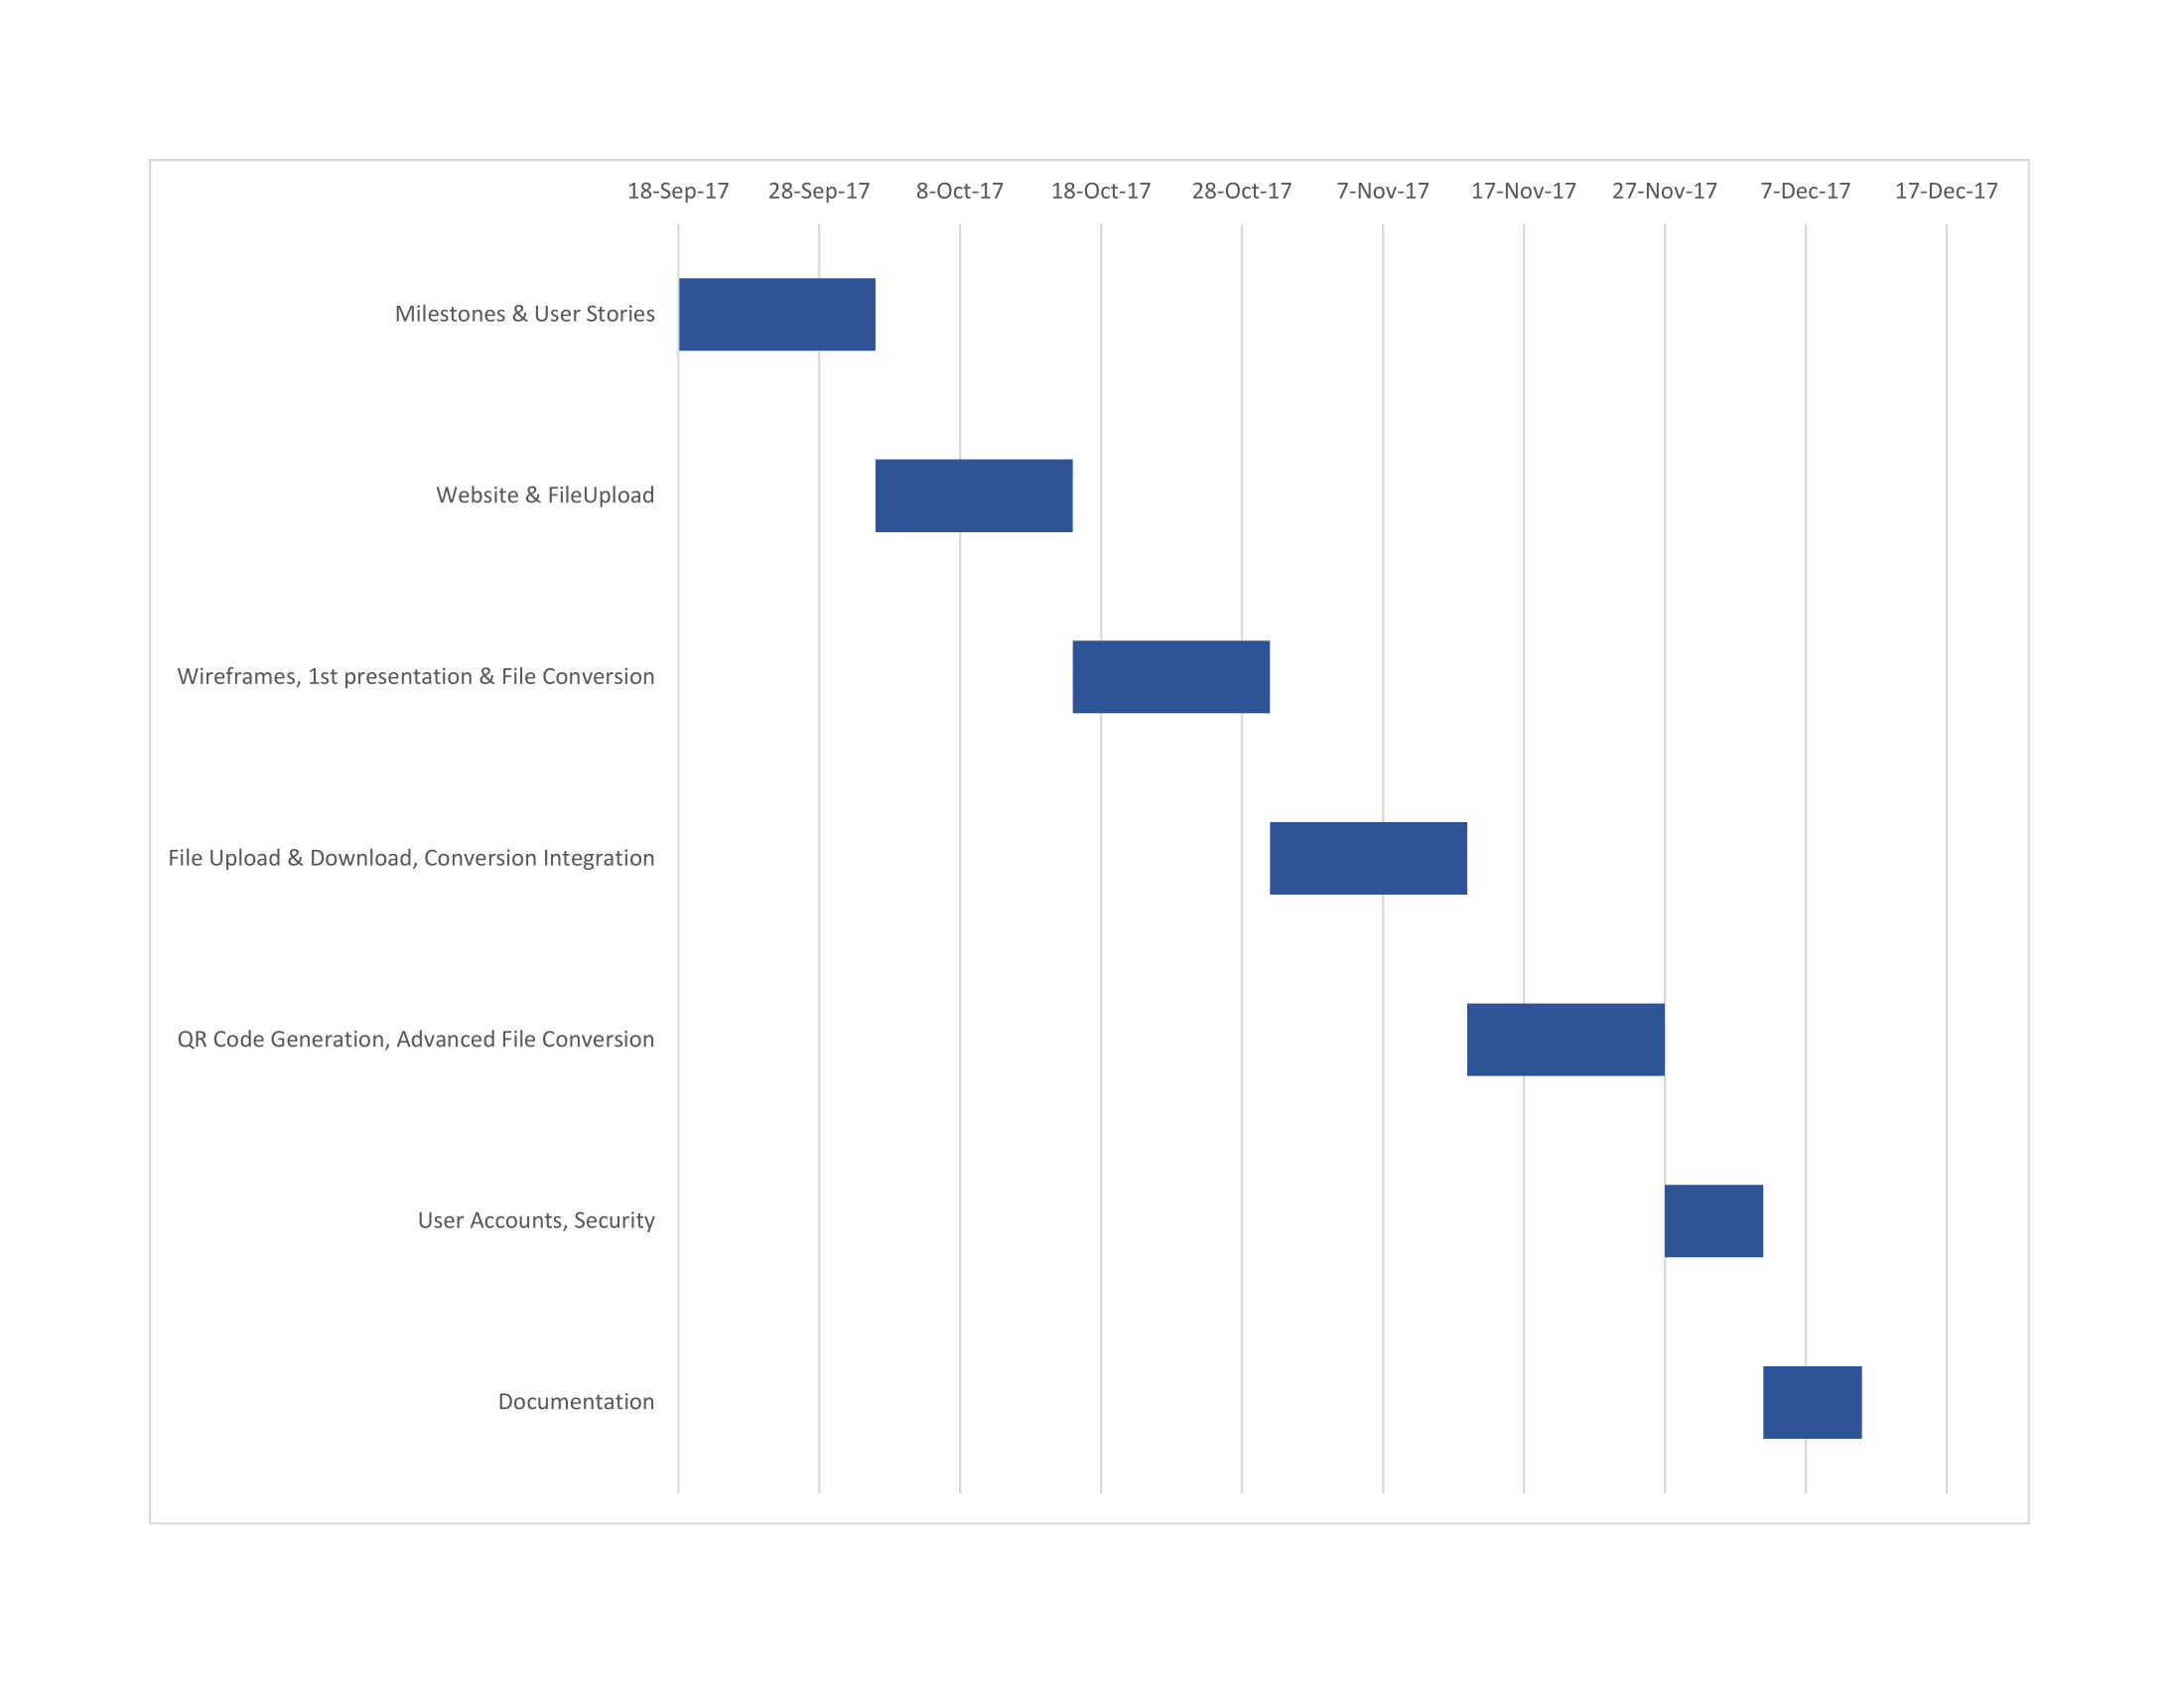 18-Sep-17 28-Sep-17 8-Oct-17 18-Oct-17 28-Oct-17 7-Nov-17 17-Nov-17 27-Nov-17 7-Dec-17 17-Dec-17
Milestones & User Stories
Website & FileUpload
Wireframes, 1st presentation & File Conversion
File Upload & Download, Conversion Integration
QR Code Generation, Advanced File Conversion
User Accounts, Security
Documentation